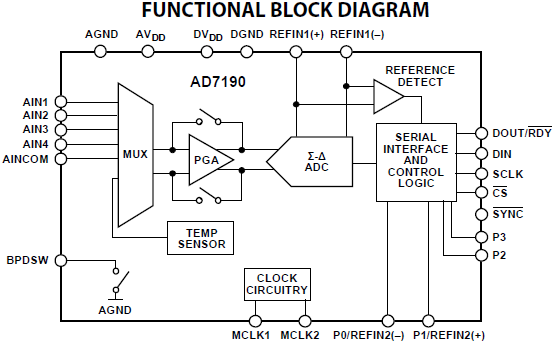 FUNCTIONAL BLOCK DIAGRAM
AGND AVDD DVDD DGND REFIN1(+) REFIN1(–)
AD7190
REFERENCE
DETECT
AIN1
AIN2
AIN3
AIN4
AINCOM
MUX
PGA
Σ-Δ
ADC
SERIAL
INTERFACE
AND
CONTROL
LOGIC
DOUT/RDY
DIN
SCLK
CS
SYNC
P3
P2
TEMP
SENSOR
BPDSW
AGND
CLOCK
CIRCUITRY
MCLK1 MCLK2 P0/REFIN2(–) P1/REFIN2(+)